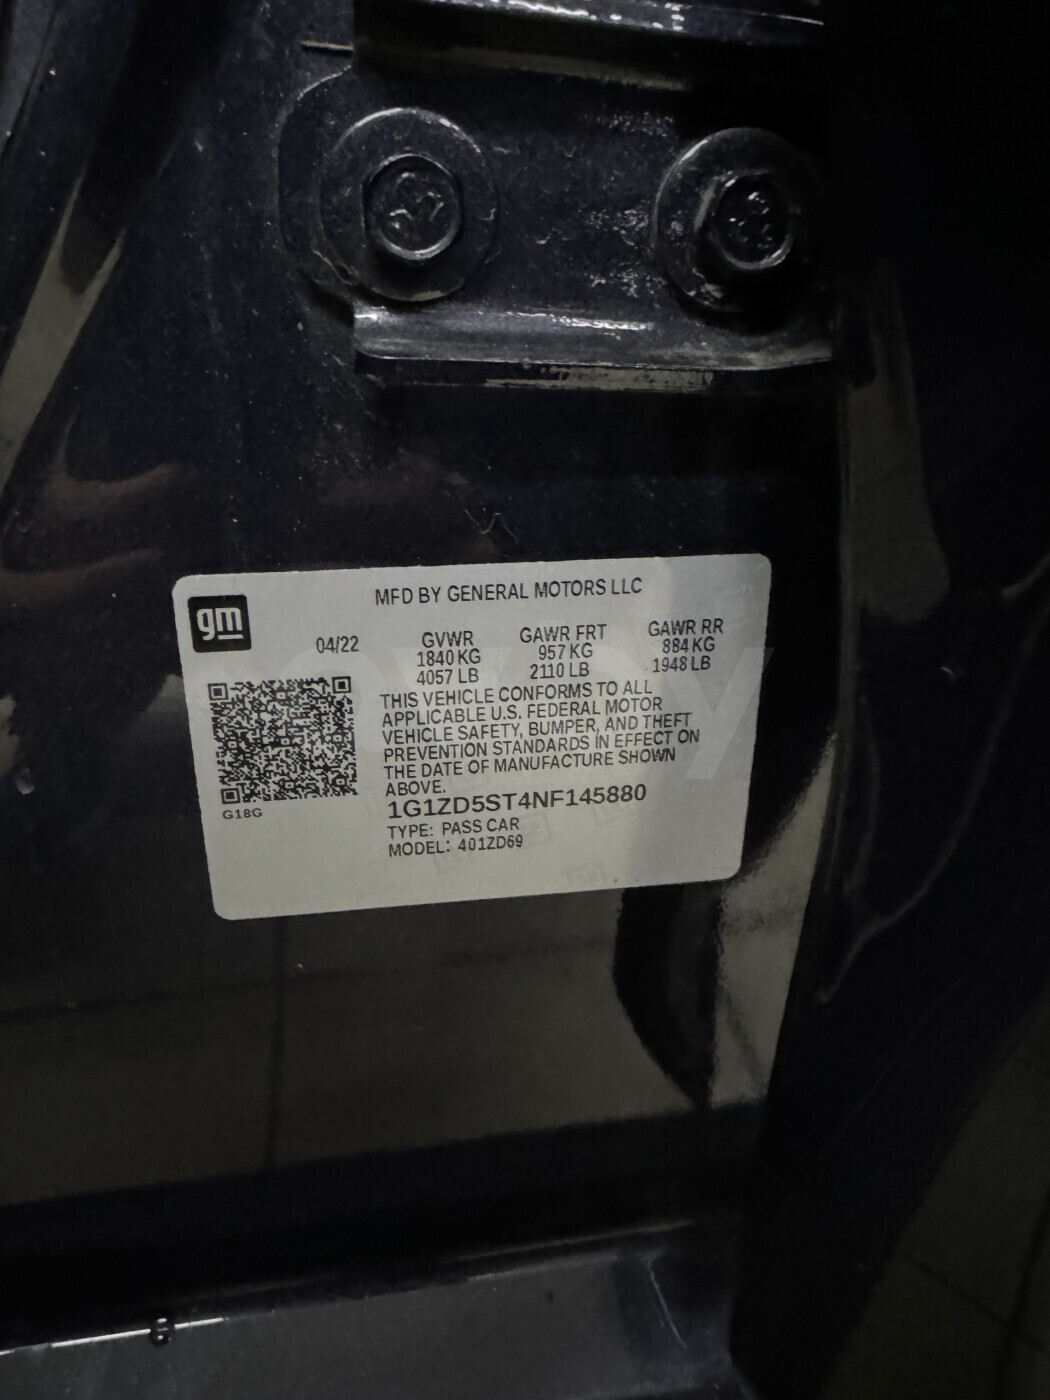 MFD BY GENERAL MOTORS LLC
gm
04/22
GVWR
1840 KG
4057 LB
GAWR FRT
957 KG
2110 LB
GAWR RR
884 KG
1948 LB
THIS VEHICLE CONFORMS TO ALL
APPLICABLE U.S. FEDERAL MOTOR
VEHICLE SAFETY, BUMPER, AND THEFT
PREVENTION STANDARDS IN EFFECT ON
THE DATE OF MANUFACTURE SHOWN
ABOVE.
1G1ZD5ST4NF145880
TYPE: PASS CAR
MODEL: 401ZD69
G18G